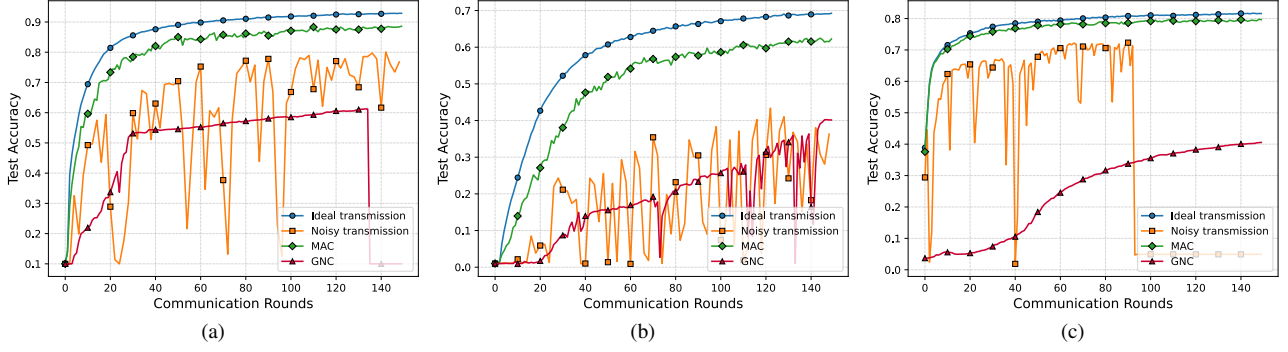 Test Accuracy
0.9
0.8
0.7
0.6
0.5
0.4
0.3
0.2
0.1
0 20 40 60 80 100 120 140
Communication Rounds
Ideal transmission
Noisy transmission
MAC
GNC
(a)
Test Accuracy
0.7
0.6
0.5
0.4
0.3
0.2
0.1
0.0
0 20 40 60 80 100 120 140
Communication Rounds
Ideal transmission
Noisy transmission
MAC
GNC
(b)
Test Accuracy
0.8
0.7
0.6
0.5
0.4
0.3
0.2
0.1
0.0
0 20 40 60 80 100 120 140
Communication Rounds
Ideal transmission
Noisy transmission
MAC
GNC
(c)